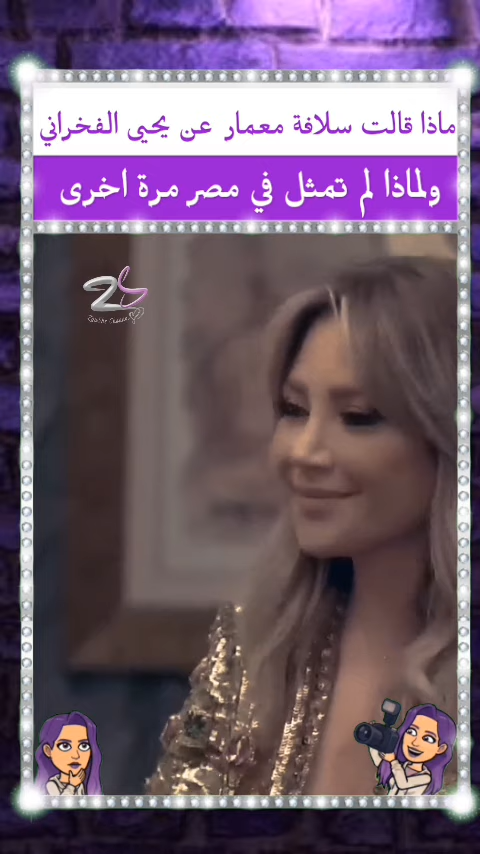 ماذا قالت سلافة معمار عن يحيى الفخراني
ولماذا لم تمثل في مصر مرة اخرى